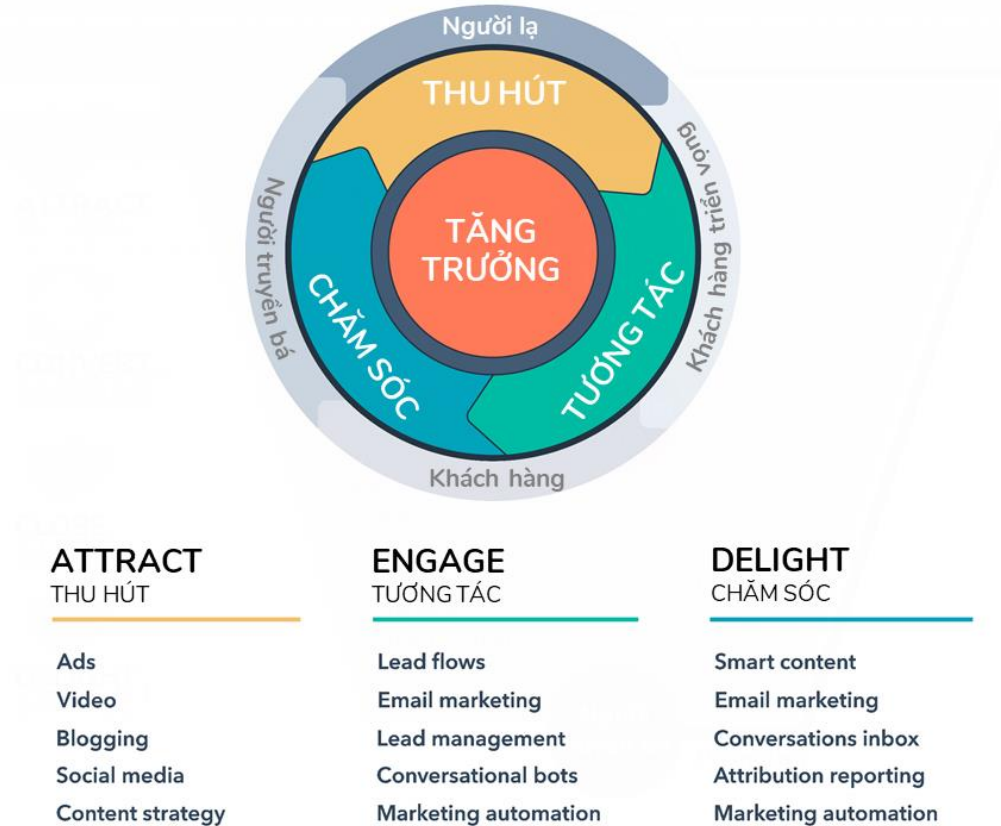 Người lạ
THU HÚT
Khách hàng triển vọng
TĂNG
TRƯỞNG
Người truyền bá
CHĂM SÓC
TƯƠNG TÁC
Khách hàng
ATTRACT
THU HÚT
Ads
Video
Blogging
Social media
Content strategy
ENGAGE
TƯƠNG TÁC
Lead flows
Email marketing
Lead management
Conversational bots
Marketing automation
DELIGHT
CHĂM SÓC
Smart content
Email marketing
Conversations inbox
Attribution reporting
Marketing automation